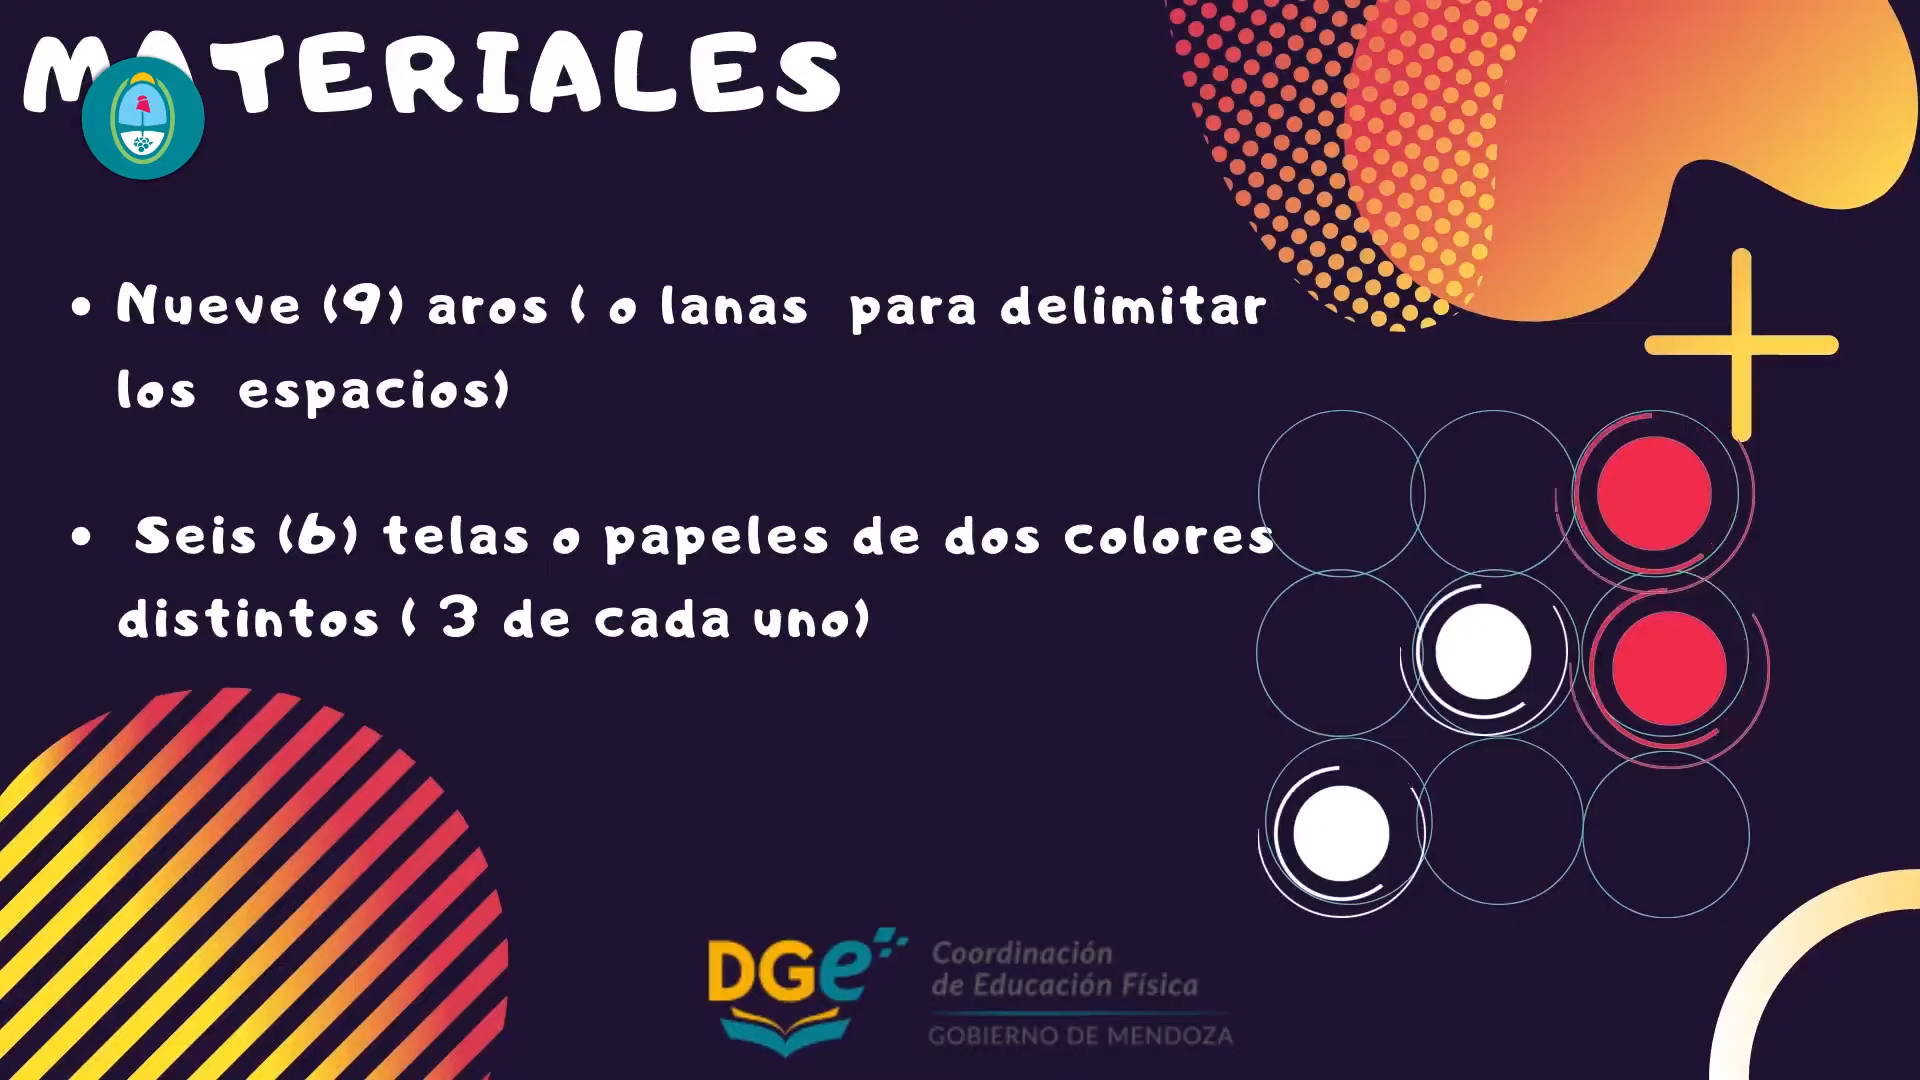 MATERIALES
• Nueve (9) aros ( o lanas para delimitar
los espacios)
• Seis (6) telas o papeles de dos colores
distintos ( 3 de cada uno)
DGe
Coordinación
de Educación Física
GOBIERNO DE MENDOZA